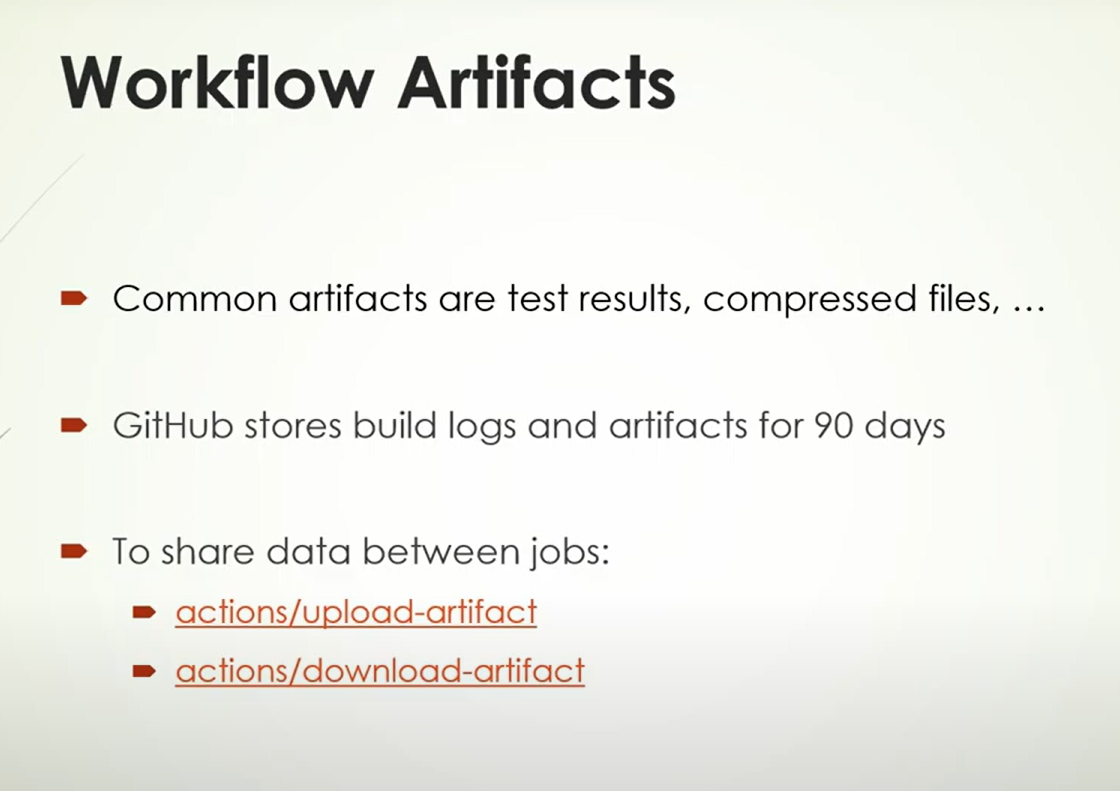 Workflow Artifacts
Common artifacts are test results, compressed files, …
GitHub stores build logs and artifacts for 90 days
To share data between jobs:
actions/upload-artifact
actions/download-artifact